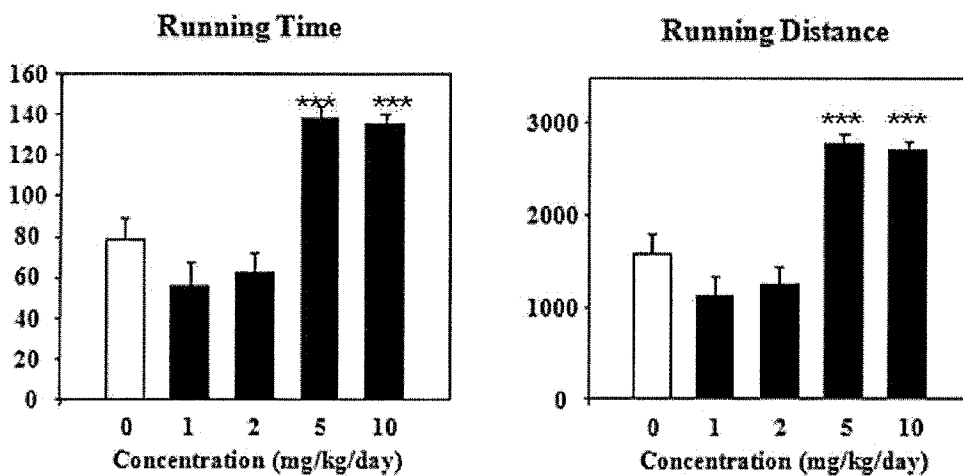 Running Time
160
140
120
100
80
60
40
20
0
*** ***
0 1 2 5 10
Concentration (mg/kg/day)
Running Distance
3000
2000
1000
0
*** ***
0 1 2 5 10
Concentration (mg/kg/day)